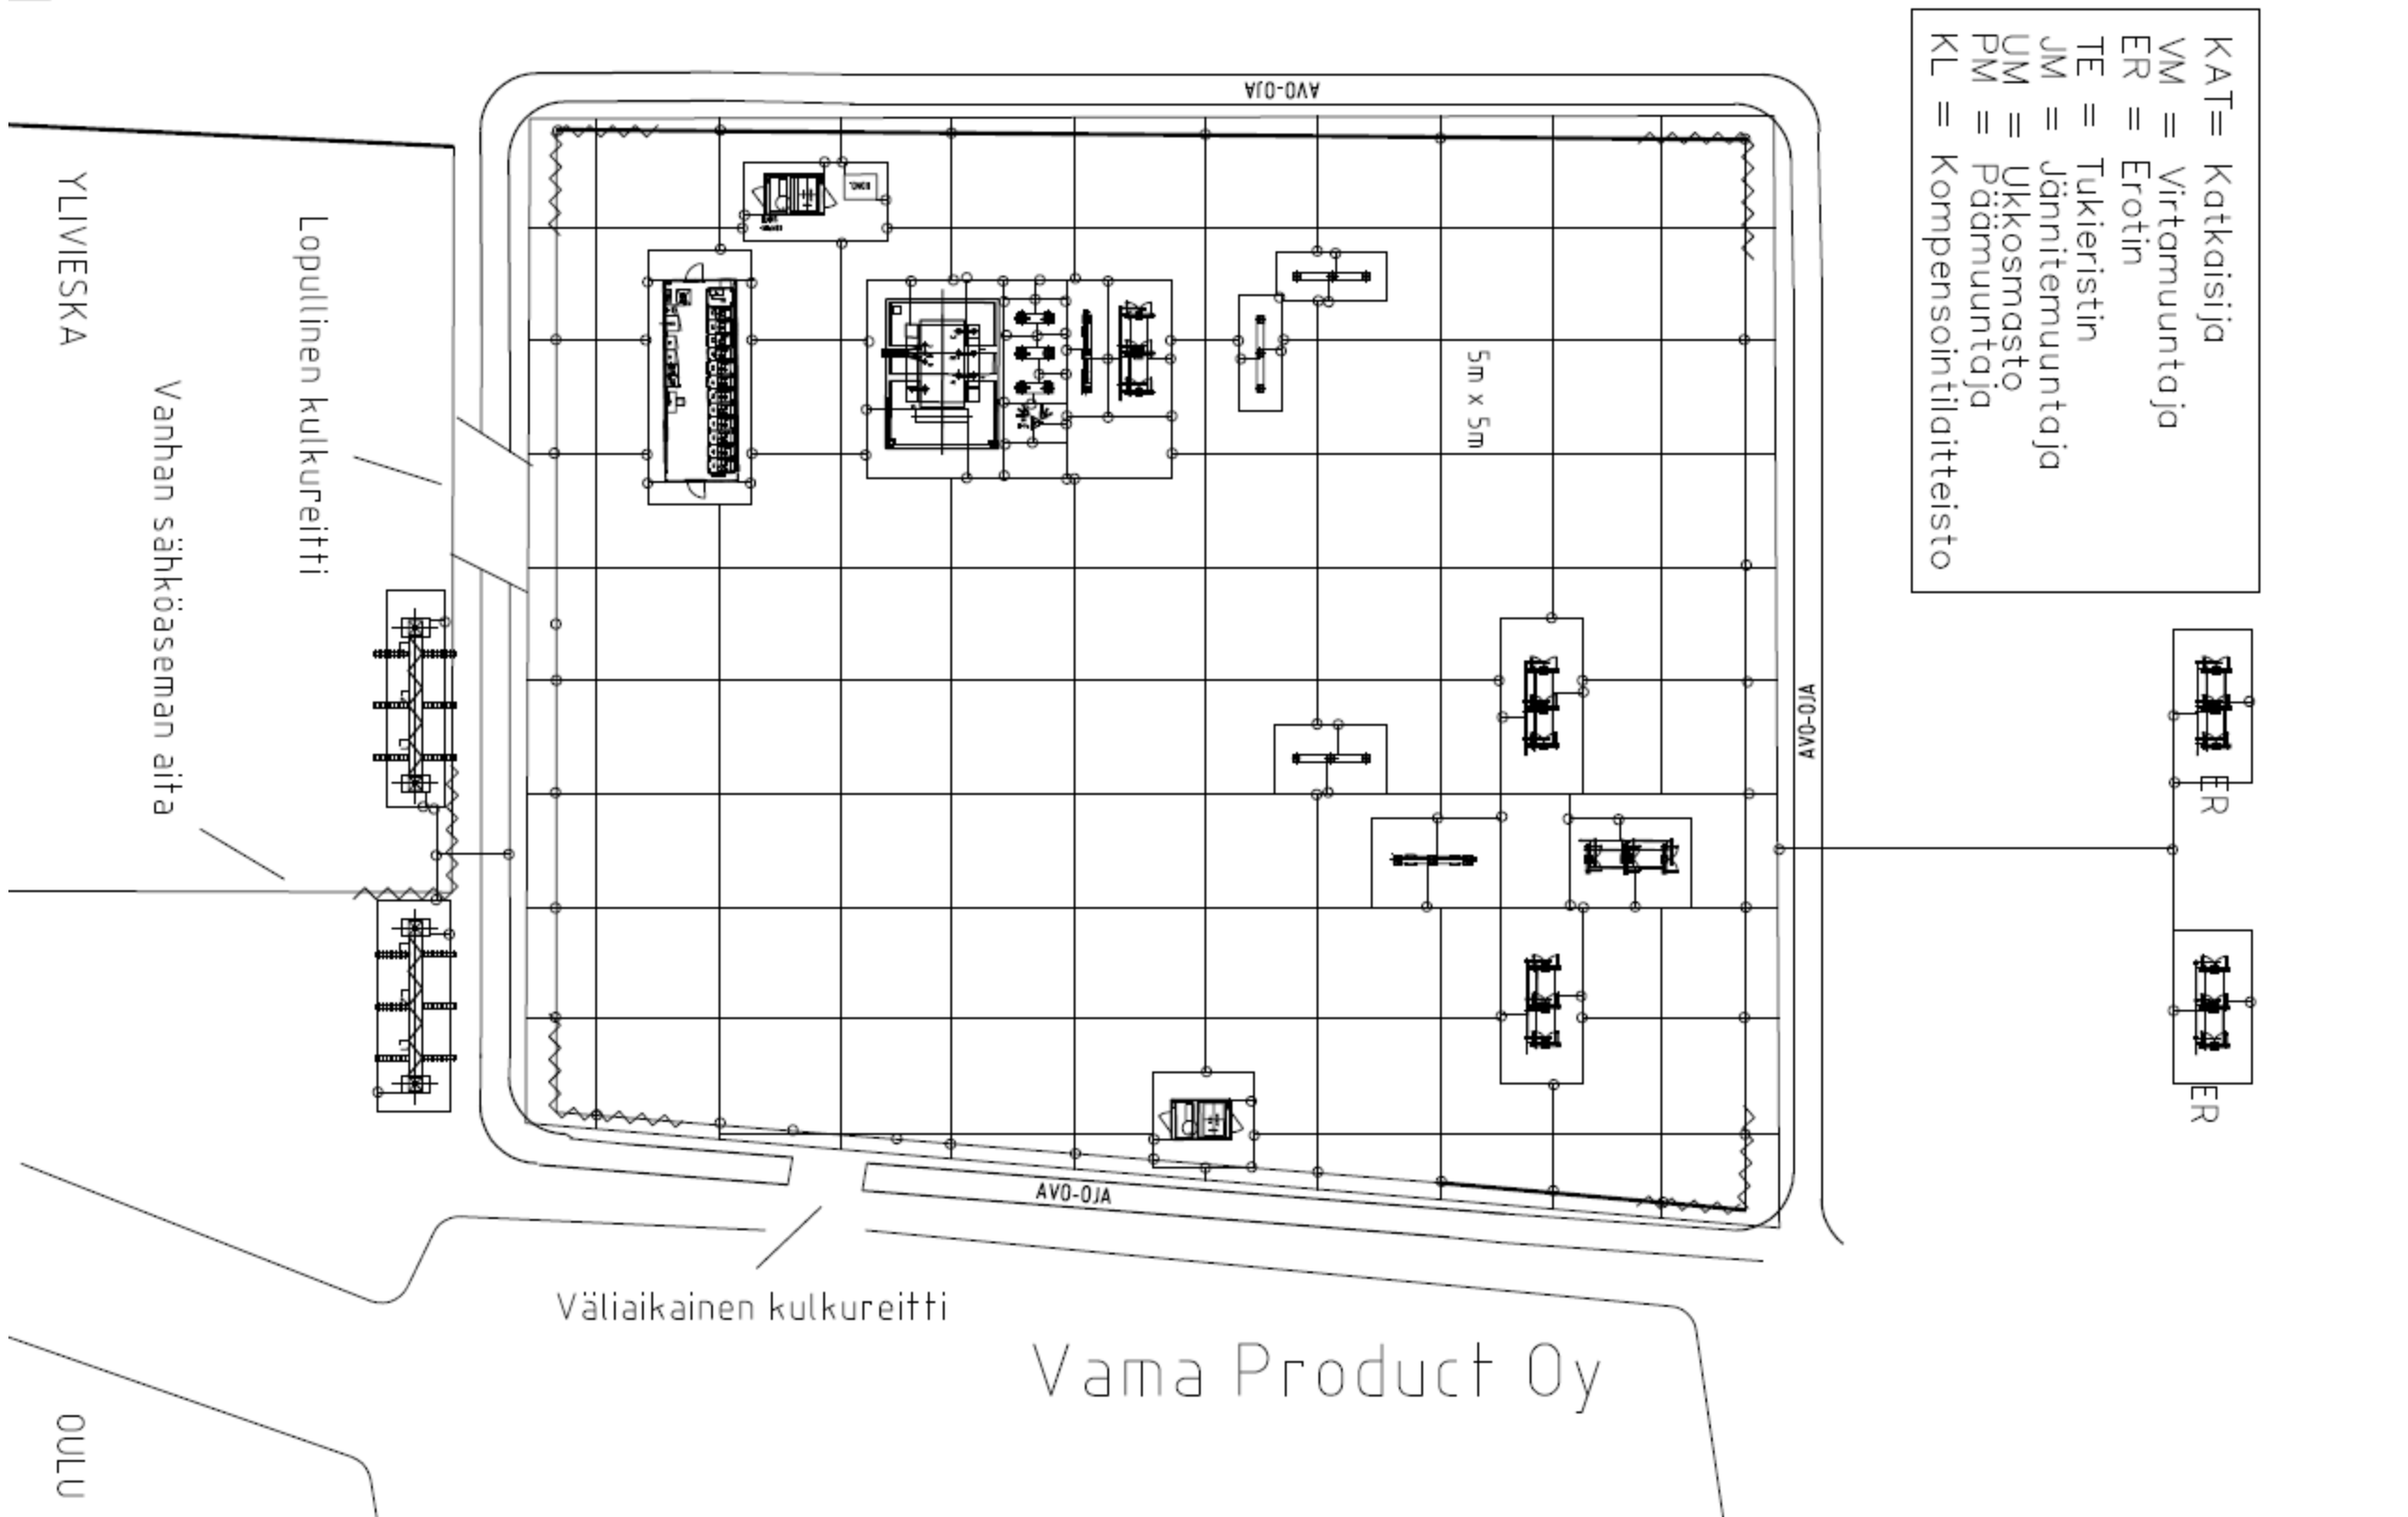 KAT= Katkaisija
VM = Virtamuuntaja
ER = Erotin
TE = Tukieristin
JM = Jännitemuuntaja
UM = Ukkosmasto
PM = Päämuuntaja
KL = Kompensointilaitteisto
AVO-OJA
YLIVIESKA
Lopullinen kulkureitti
Vanhan sähköaseman aita
5m x 5m
AVO-OJA
ER
ER
AVO-OJA
Väliaikainen kulkureitti
Vama Product Oy
OULU